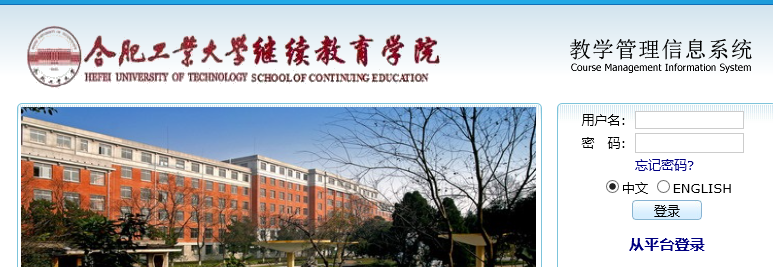 合肥工业大学继续教育学院
HEFEI UNIVERSITY OF TECHNOLOGY SCHOOL OF CONTINUING EDUCATION
教学管理信息系统
Course Management Information System
用户名:
密 码:
忘记密码?
中文 ENGLISH
登录
从平台登录